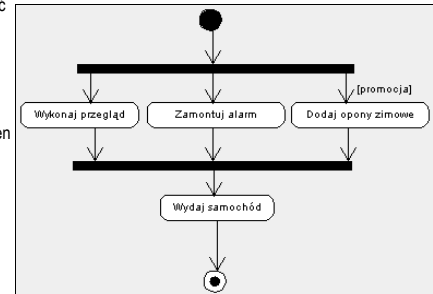 [promocja]
Wykonaj przegląd
Zamontuj alarm
Dodaj opony zimowe
Wydaj samochód